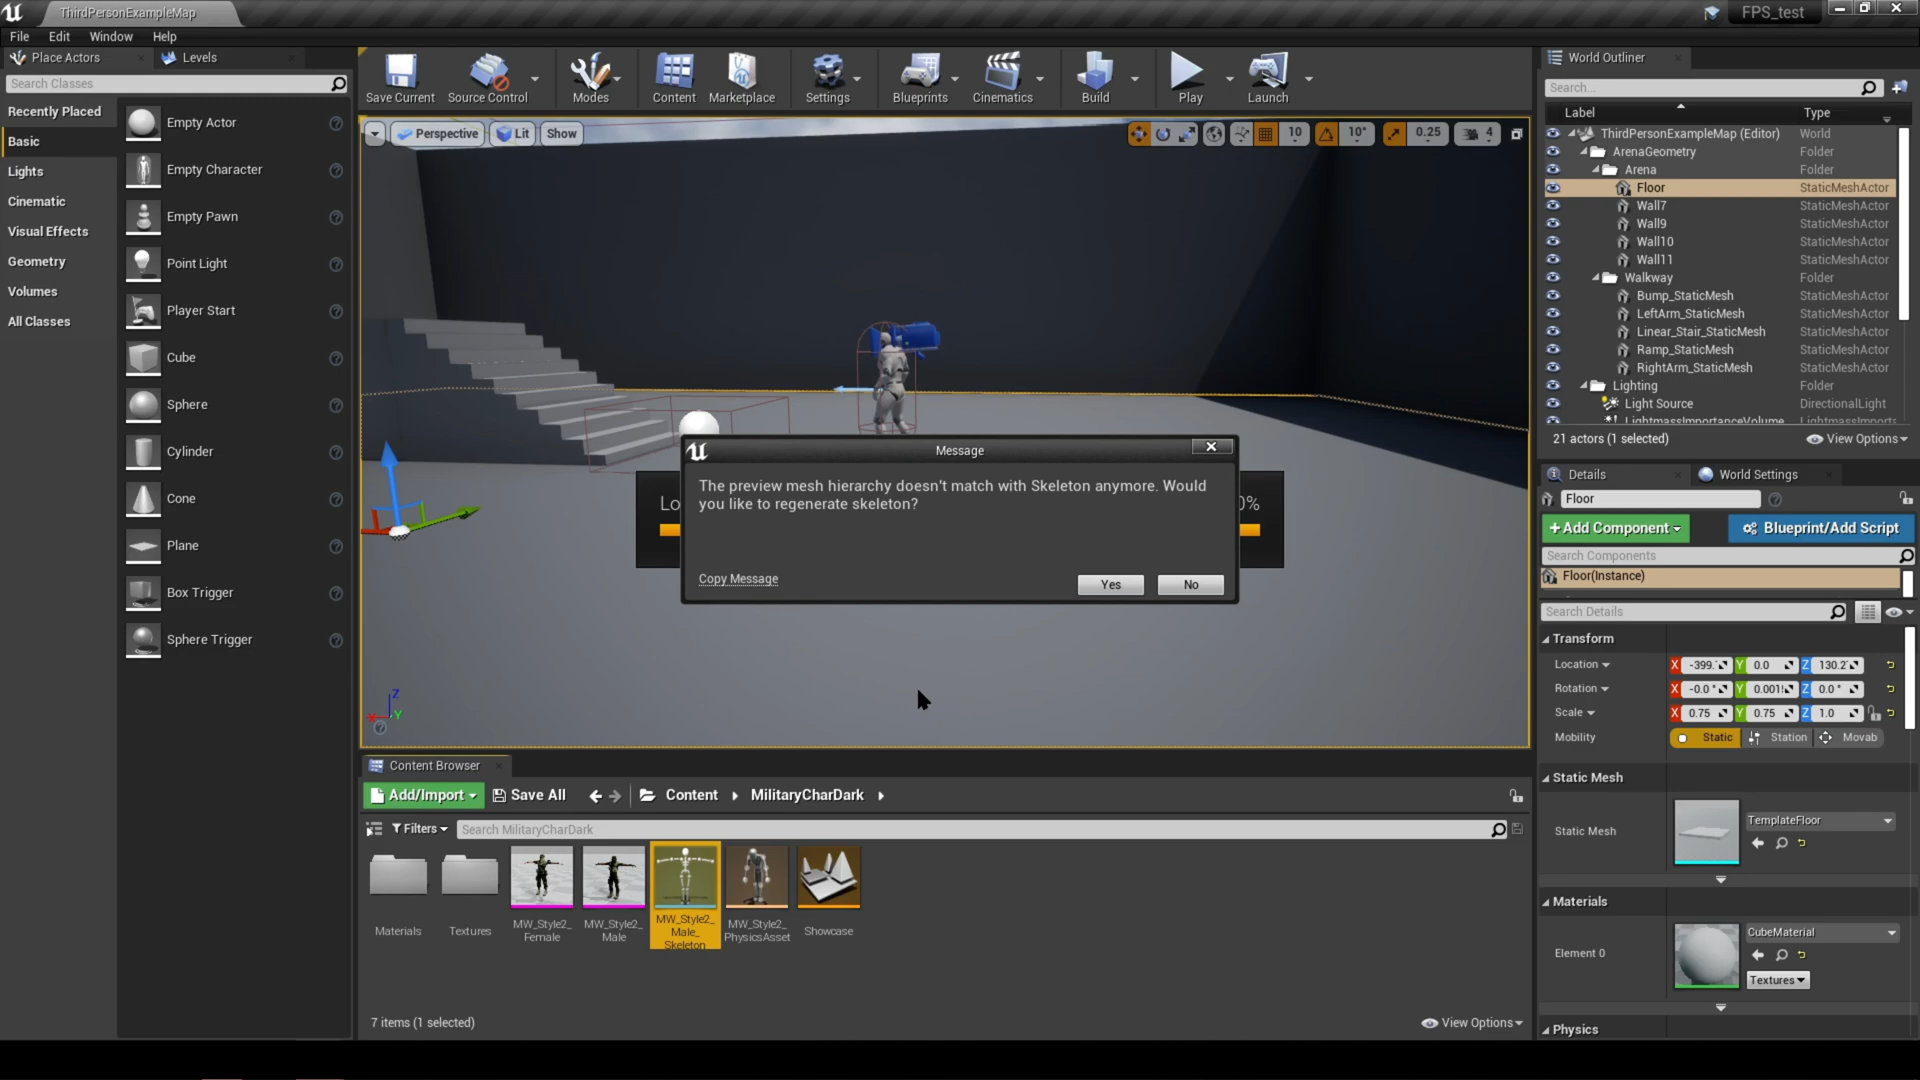 ThirdPersonExampleMap
FPS_test
File Edit Window Help
Place Actors
Levels
Search Classes
Recently Placed
Basic
Lights
Cinematic
Visual Effects
Geometry
Volumes
All Classes
Empty Actor
Empty Character
Empty Pawn
Point Light
Player Start
Cube
Sphere
Cylinder
Cone
Plane
Box Trigger
Sphere Trigger
Save Current
Source Control
Modes
Content
Marketplace
Settings
Blueprints
Cinematics
Build
Play
Launch
Perspective
Lit
Show
10
10°
0.25
4
Lo
0%
Message
The preview mesh hierarchy doesn't match with Skeleton anymore. Would
you like to regenerate skeleton?
Copy Message
Yes
No
Z
X
Y
Content Browser
Add/Import
Save All
Content
MilitaryCharDark
Filters
Search MilitaryCharDark
Materials
Textures
MW_Style2_
Female
MW_Style2_
Male
MW_Style2_
Male_
Skeleton
MW_Style2_
PhysicsAsset
Showcase
7 items (1 selected)
View Options
World Outliner
Search...
Label Type
ThirdPersonExampleMap (Editor) World
ArenaGeometry Folder
Arena Folder
Floor StaticMeshActor
Wall7 StaticMeshActor
Wall9 StaticMeshActor
Wall10 StaticMeshActor
Wall11 StaticMeshActor
Walkway Folder
Bump_StaticMesh StaticMeshActor
LeftArm_StaticMesh StaticMeshActor
Linear_Stair_StaticMesh StaticMeshActor
Ramp_StaticMesh StaticMeshActor
RightArm_StaticMesh StaticMeshActor
Lighting Folder
Light Source DirectionalLight
LightmassImportanceVolume
21 actors (1 selected)
View Options
Details
World Settings
Floor
+Add Component
Blueprint/Add Script
Search Components
Floor(Instance)
Search Details
Transform
Location X -399. Y 0.0 Z 130.2
Rotation X -0.0 ° Y 0.001 Z 0.0 °
Scale X 0.75 Y 0.75 Z 1.0
Mobility Static Station Movab
Static Mesh
Static Mesh
TemplateFloor
Materials
Element 0
CubeMaterial
Textures
Physics